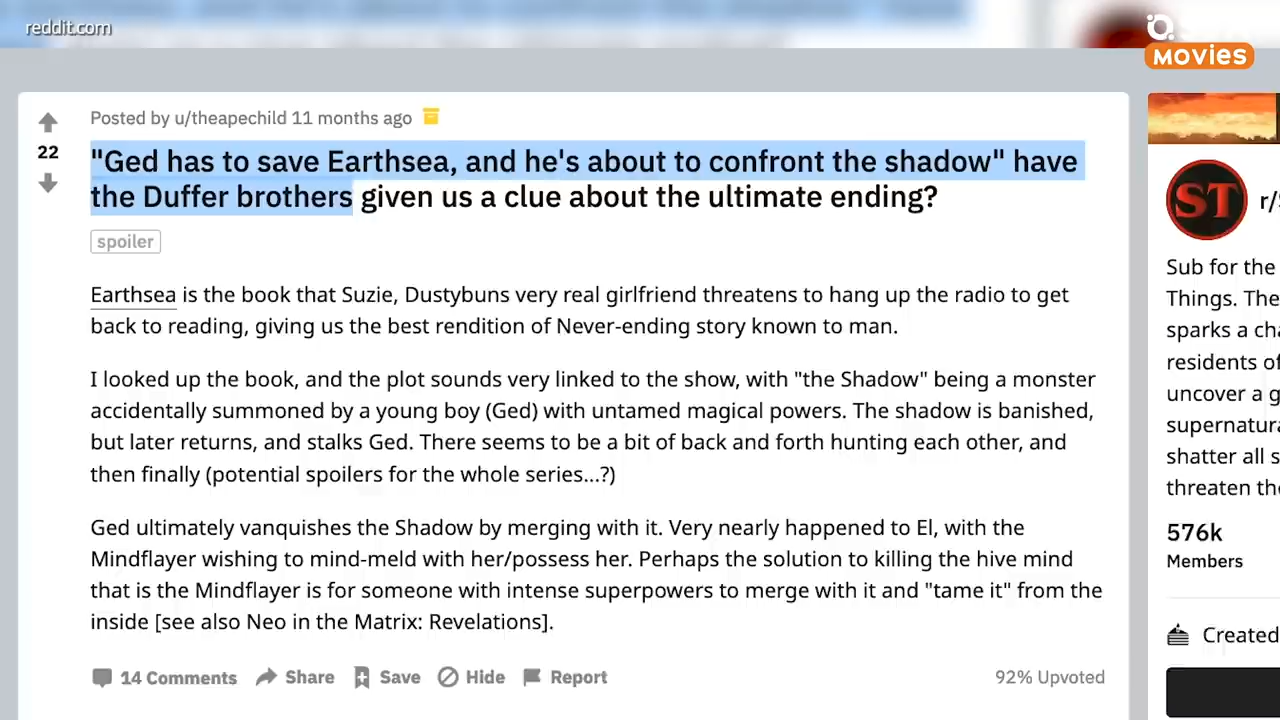 reddit.com
MOVIES
Posted by u/theapechild 11 months ago
22
"Ged has to save Earthsea, and he's about to confront the shadow" have
the Duffer brothers given us a clue about the ultimate ending?
spoiler
Earthsea is the book that Suzie, Dustybuns very real girlfriend threatens to hang up the radio to get
back to reading, giving us the best rendition of Never-ending story known to man.
I looked up the book, and the plot sounds very linked to the show, with "the Shadow" being a monster
accidentally summoned by a young boy (Ged) with untamed magical powers. The shadow is banished,
but later returns, and stalks Ged. There seems to be a bit of back and forth hunting each other, and
then finally (potential spoilers for the whole series...?)
Ged ultimately vanquishes the Shadow by merging with it. Very nearly happened to El, with the
Mindflayer wishing to mind-meld with her/possess her. Perhaps the solution to killing the hive mind
that is the Mindflayer is for someone with intense superpowers to merge with it and "tame it" from the
inside [see also Neo in the Matrix: Revelations].
14 Comments Share Save Hide Report 92% Upvoted
ST r/
Sub for the
Things. The
sparks a
residents of
uncover a
shatter all s
threaten
576k
Members
Created